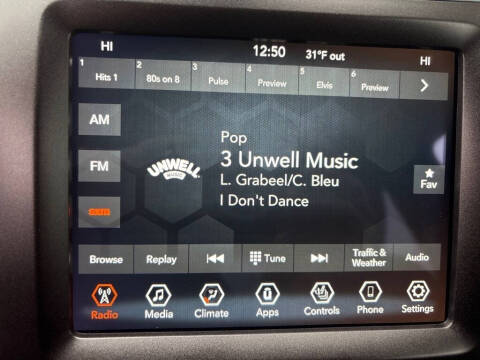 HI
12:50
31°F out
HI
1 Hits 1
2 80s on 8
3 Pulse
4 Preview
5 Elvis
6 Preview
AM
FM
Pop
3 Unwell Music
L. Grabeel/C. Bleu
I Don't Dance
UNWELL
MUSIC
Fav
Browse
Replay
Tune
Traffic &
Weather
Audio
Radio
Media
Climate
Apps
Controls
Phone
Settings